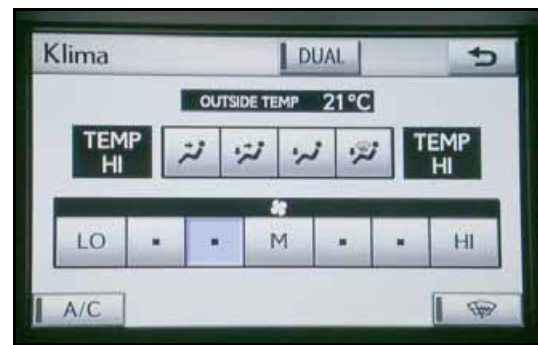 Klima DUAL
OUTSIDE TEMP 21°C
TEMP HI TEMP HI
LO M HI
A/C